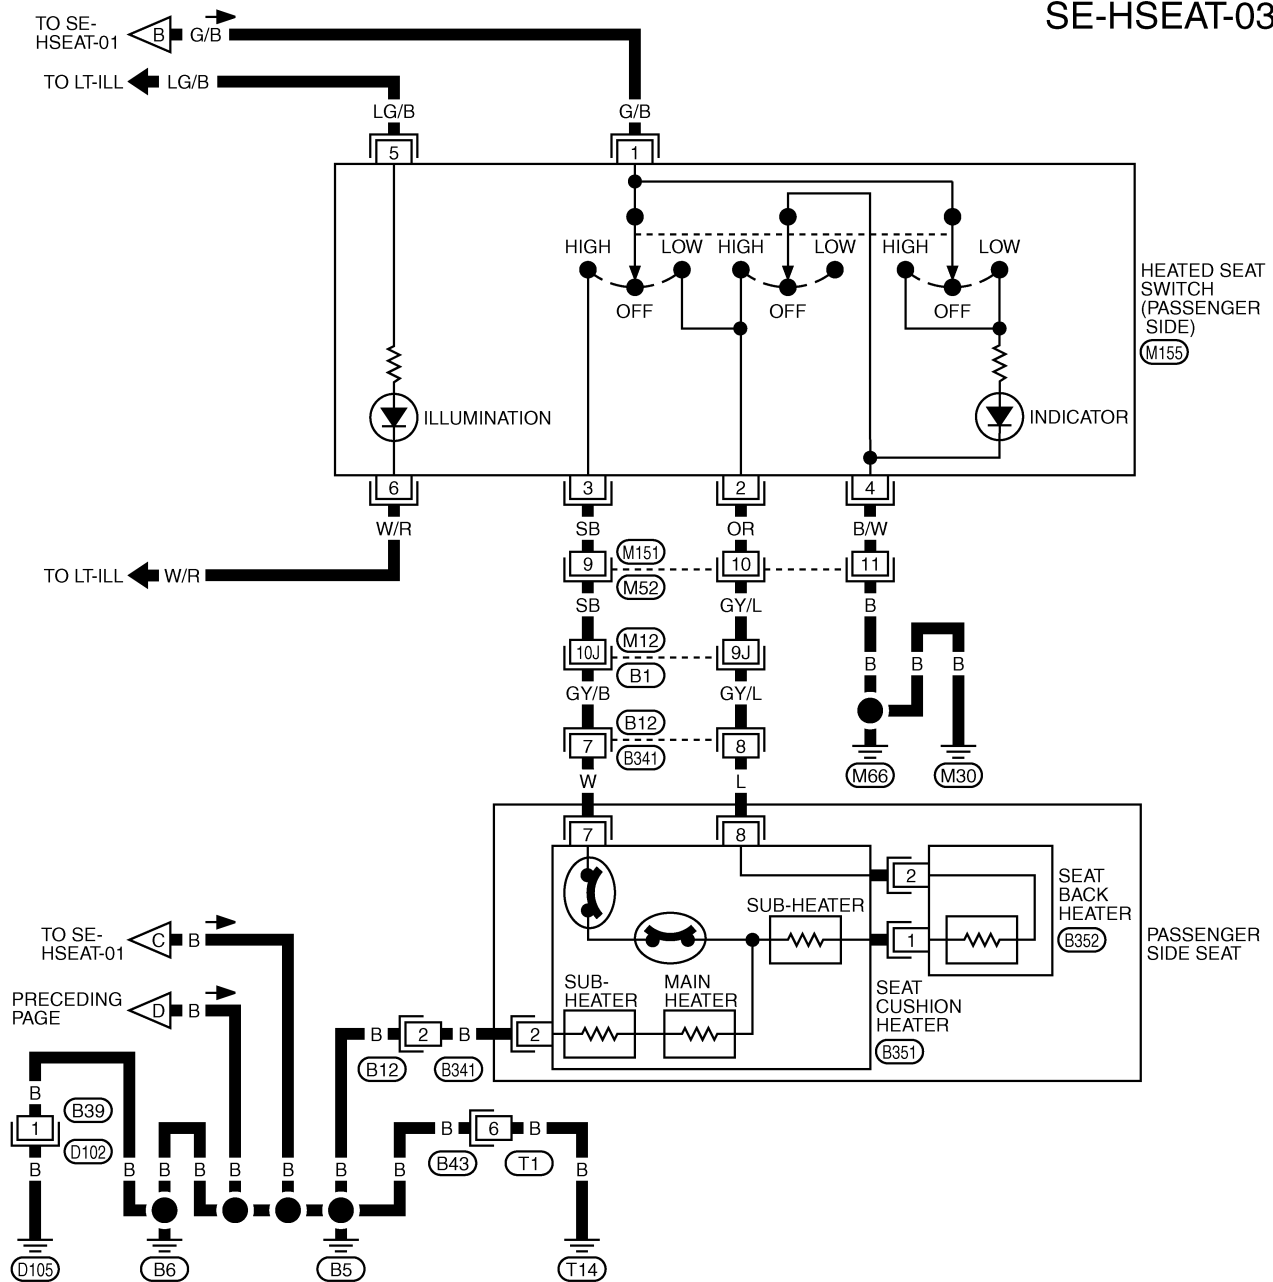 SE-HSEAT-03
TO SE-
HSEAT-01
B
G/B
TO LT-ILL
LG/B
LG/B
G/B
5
1
HIGH
LOW
HIGH
LOW
HIGH
LOW
OFF
OFF
OFF
HEATED SEAT
SWITCH
(PASSENGER
SIDE)
M155
ILLUMINATION
INDICATOR
6
3
2
4
W/R
SB
OR
B/W
TO LT-ILL
W/R
9
M151
M52
10
11
SB
GY/L
B
10J
M12
B1
9J
B
B
B
GY/B
GY/L
7
B12
B341
8
M66
M30
W
L
7
8
2
SEAT
BACK
HEATER
B352
SUB-HEATER
1
TO SE-
HSEAT-01
C
B
PASSENGER
SIDE SEAT
PRECEDING
PAGE
D
B
SUB-
HEATER
MAIN
HEATER
SEAT
CUSHION
HEATER
B351
B
2
B
2
B12
B341
B
1
B39
D102
B
6
B
B43
T1
B
B
B
B
B
B
B
B
B
D105
B6
B5
T14